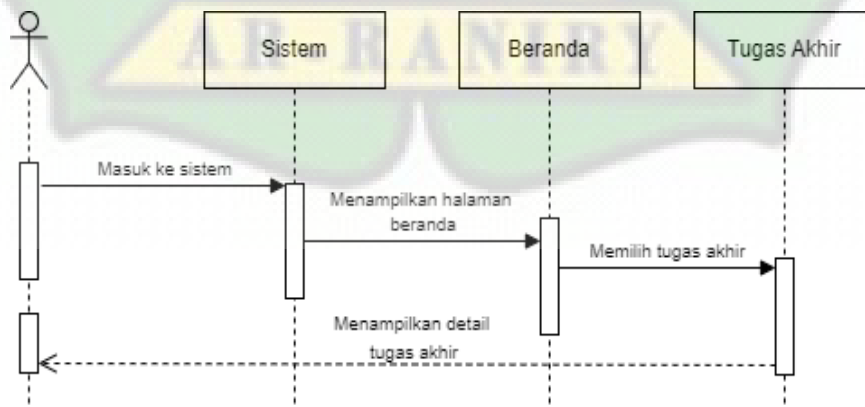 Sistem
Beranda
Tugas Akhir
AR-RANIRY
Masuk ke sistem
Menampilkan halaman
beranda
Memilih tugas akhir
Menampilkan detail
tugas akhir